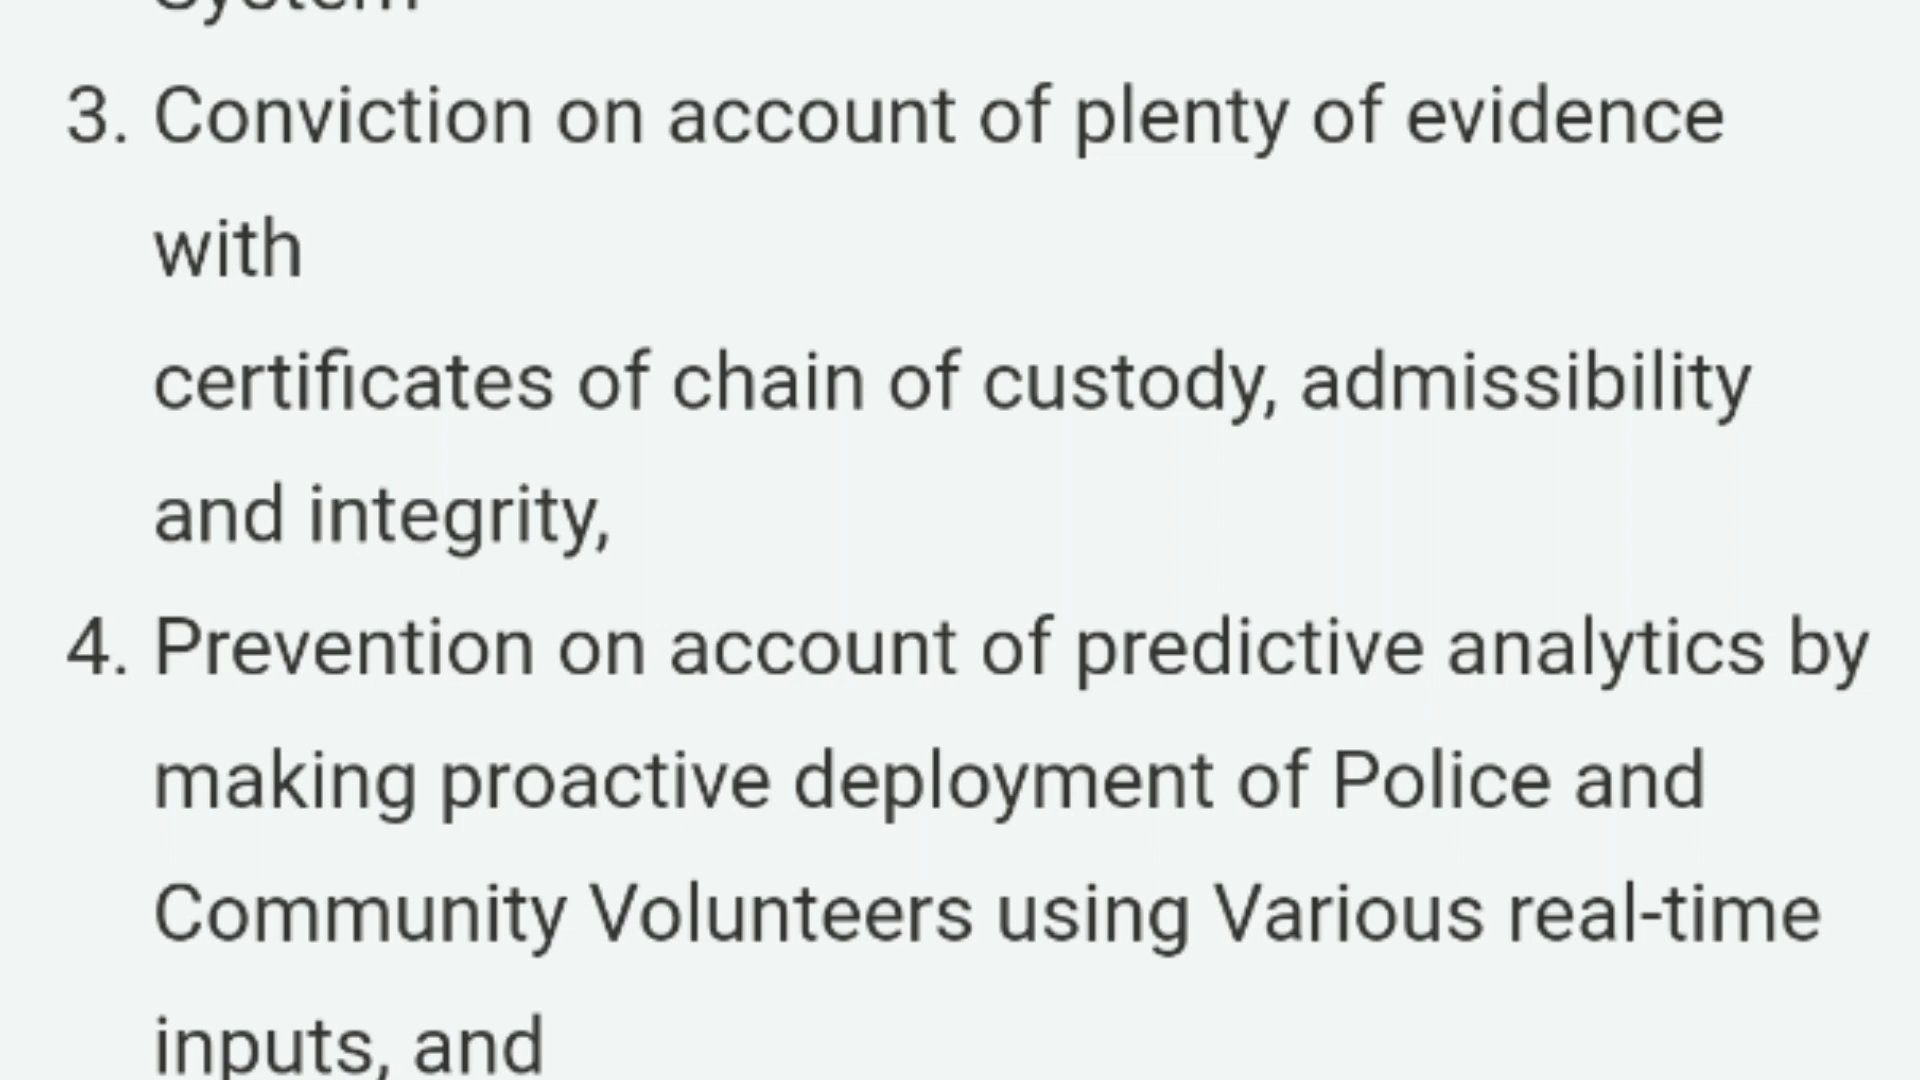 System
3. Conviction on account of plenty of evidence
with
certificates of chain of custody, admissibility
and integrity,
4. Prevention on account of predictive analytics by
making proactive deployment of Police and
Community Volunteers using Various real-time
inputs, and